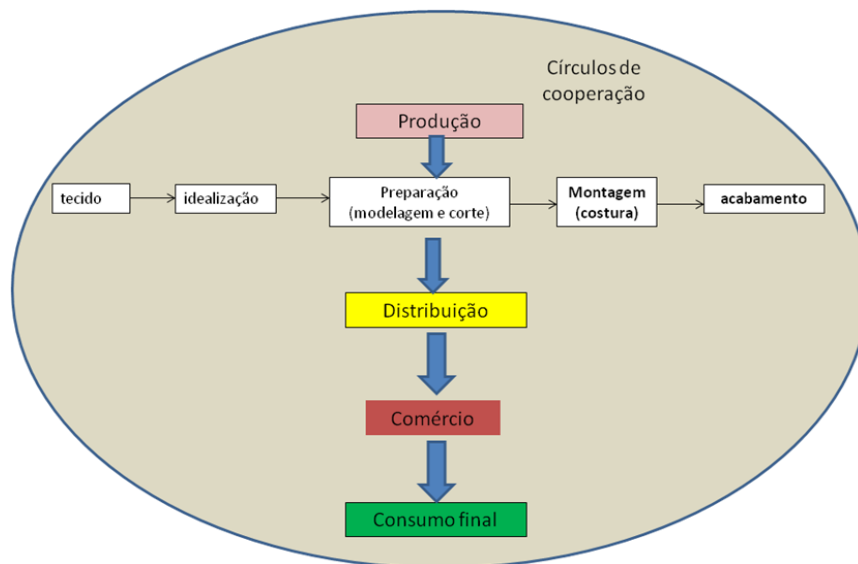 Círculos de
cooperação
Produção
tecido
idealização
Preparação
(modelagem e corte)
Montagem
(costura)
acabamento
Distribuição
Comércio
Consumo final